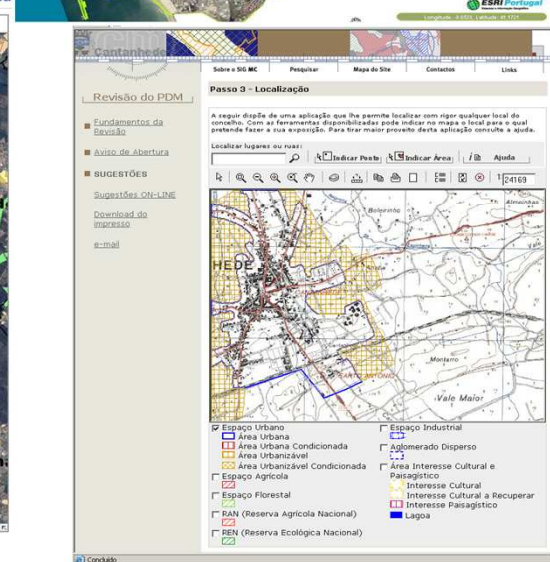 ESRI Portugal
Cantanhede
Sobre o SIG MC Pesquisar Mapa do Site Contactos Links
Revisão do PDM
Fundamentos da
Revisão
Aviso de Abertura
SUGESTÕES
Sugestões ON-LINE
Download do
impresso
e-mail
Passo 3 - Localização
A seguir dispõe de uma aplicação que lhe permite localizar com rigor qualquer local do
concelho. Com as ferramentas disponibilizadas pode indicar no mapa o local para o qual
pretende fazer a sua exposição. Para tirar maior proveito desta aplicação consulte a ajuda.
Localizar lugares ou ruas:
Indicar Ponto Indicar Área Ajuda
24169
HEDE
Montarro
Vale Maior
Espaço Urbano
Área Urbana
Área Urbana Condicionada
Área Urbanizável
Área Urbanizável Condicionada
Espaço Agrícola
Espaço Florestal
RAN (Reserva Agrícola Nacional)
REN (Reserva Ecológica Nacional)
Espaço Industrial
Aglomerado Disperso
Área Interesse Cultural e
Paisagístico
Interesse Cultural
Interesse Cultural a Recuperar
Interesse Paisagístico
Lagoa
Concluído